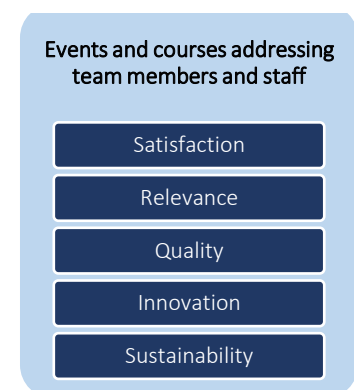 Events and courses addressing
team members and staff
Satisfaction
Relevance
Quality
Innovation
Sustainability